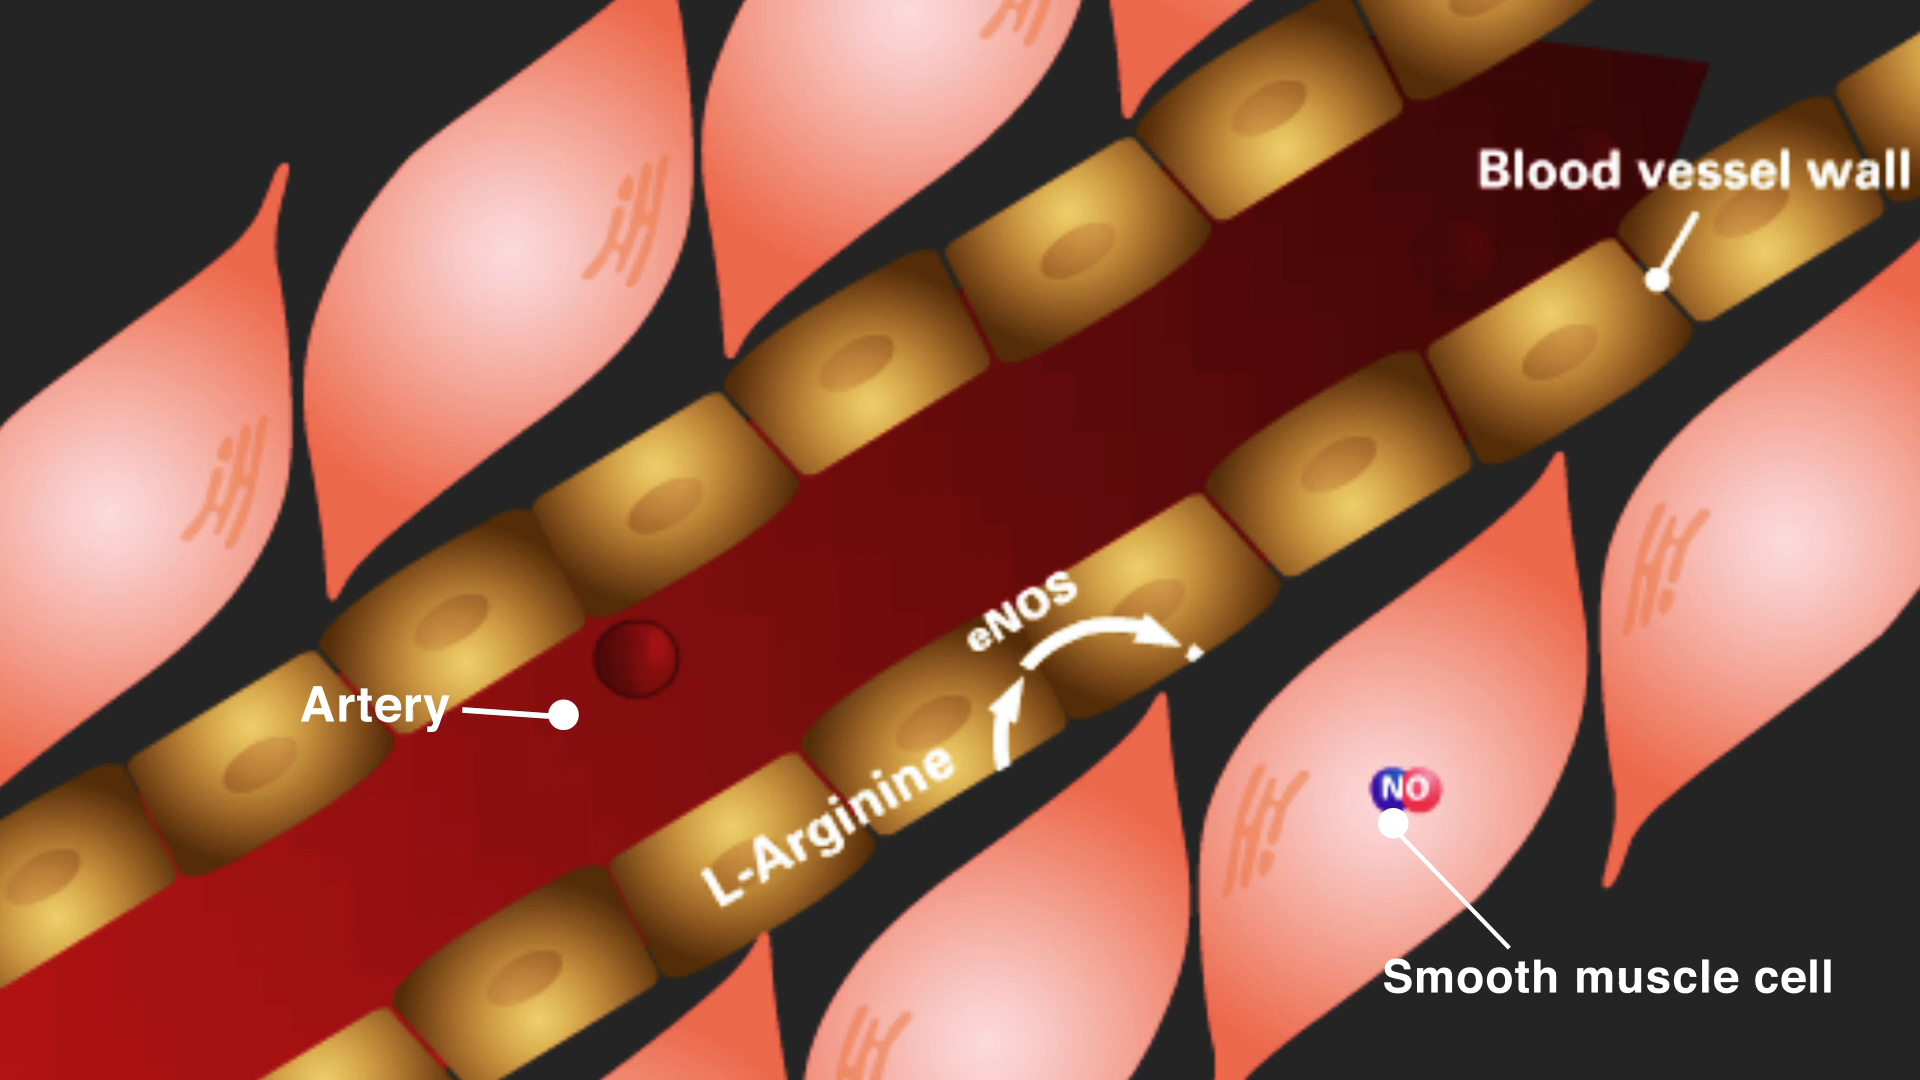 Blood vessel wall
eNOS
Artery
L-Arginine
NO
Smooth muscle cell